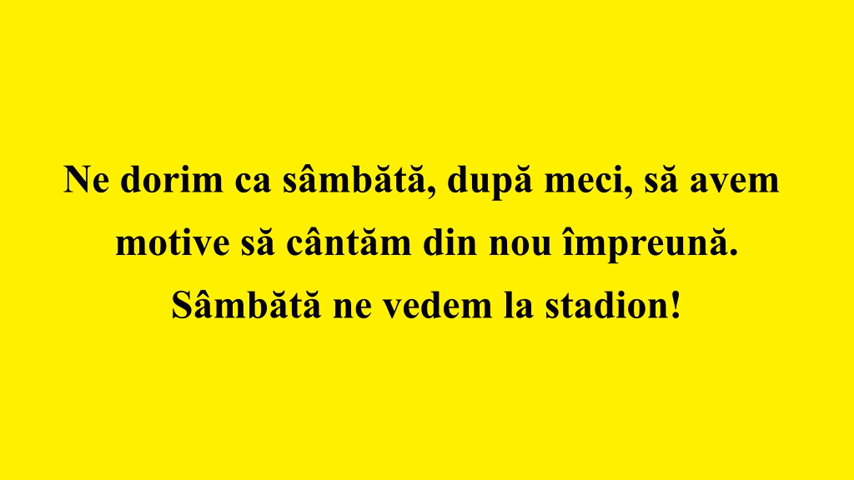 Ne dorim ca sâmbătă, după meci, să avem
motive să cântăm din nou împreună.
Sâmbătă ne vedem la stadion!